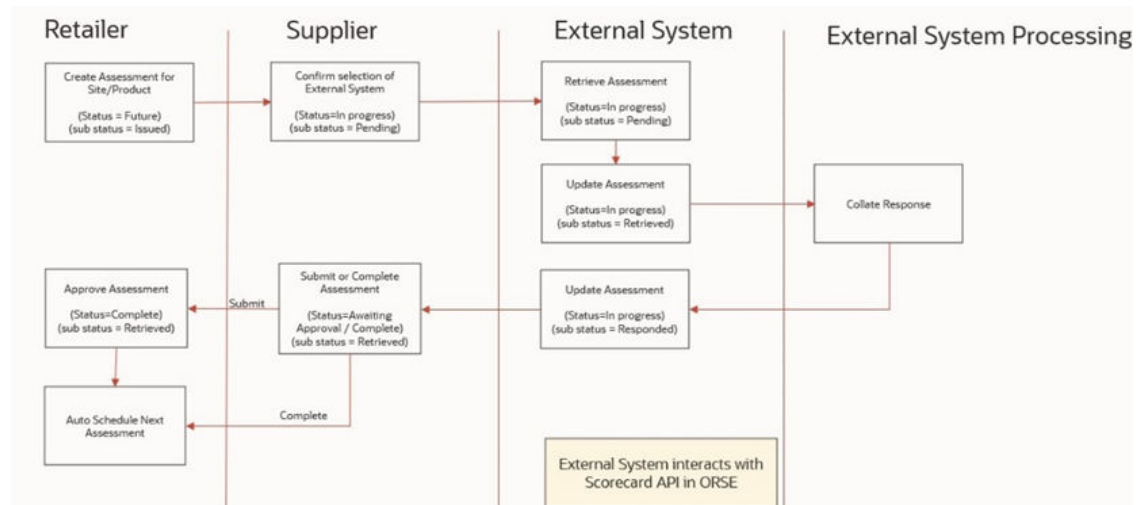 Retailer
Supplier
External System
External System Processing
Create Assessment for
Site/Product
(Status = Future)
(sub status = Issued)
Confirm selection of
External System
(Status=In progress)
(sub status = Pending)
Retrieve Assessment
(Status=In progress)
(sub status = Pending)
Update Assessment
(Status=In progress)
(sub status = Retrieved)
Collate Response
Approve Assessment
(Status=Complete)
(sub status = Retrieved)
Submit
Submit or Complete
Assessment
(Status=Awaiting
Approval / Complete)
(sub status = Retrieved)
Update Assessment
(Status=In progress)
(sub status = Responded)
Auto Schedule Next
Assessment
Complete
External System interacts with
Scorecard API in ORSE